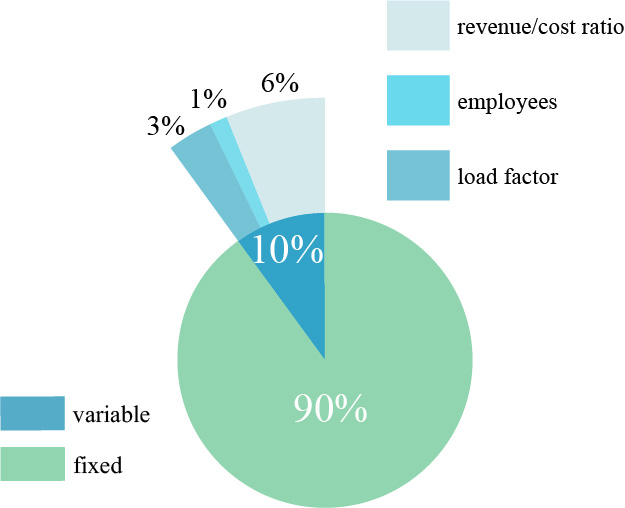 revenue/cost ratio
employees
load factor
6%
1%
3%
10%
90%
variable
fixed